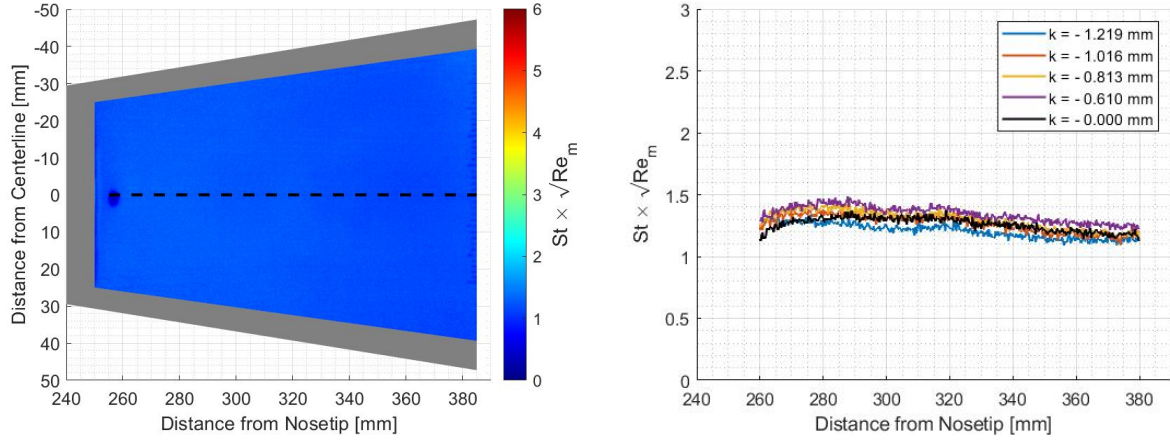 -50
-40
-30
-20
-10
0
10
20
30
40
50
Distance from Centerline [mm]
240 260 280 300 320 340 360 380
Distance from Nosetip [mm]
6
5
4
3
2
1
0
St × √Re_m
3
2.5
2
1.5
1
0.5
0
St × √Re_m
240 260 280 300 320 340 360 380
Distance from Nosetip [mm]
k = - 1.219 mm
k = - 1.016 mm
k = - 0.813 mm
k = - 0.610 mm
k = -0.000 mm